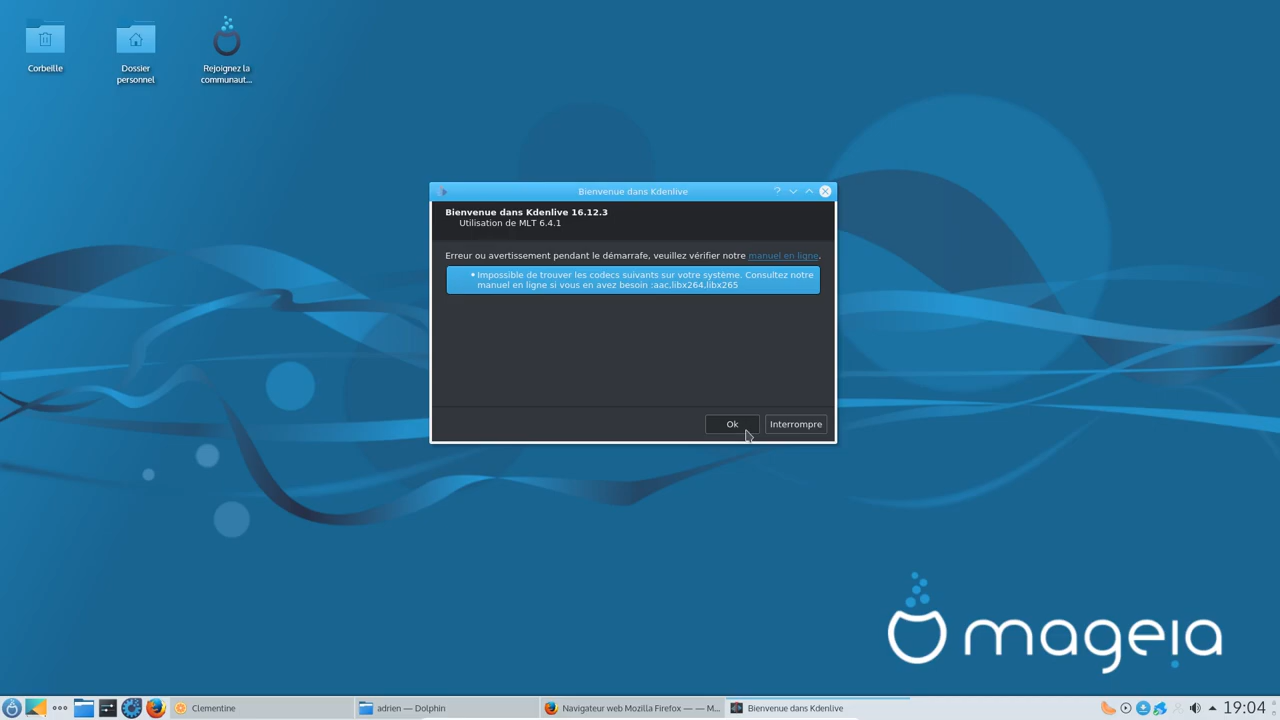 Corbeille
Dossier
personnel
Rejoignez la
communaut...
Bienvenue dans Kdenlive
Bienvenue dans Kdenlive 16.12.3
Utilisation de MLT 6.4.1
Erreur ou avertissement pendant le démarrafe, veuillez vérifier notre manuel en ligne.
• Impossible de trouver les codecs suivants sur votre système. Consultez notre
manuel en ligne si vous en avez besoin :aac,libx264,libx265
Ok
Interrompre
mageia
Clementine
adrien — Dolphin
Navigateur web Mozilla Firefox — — M...
Bienvenue dans Kdenlive
19:04